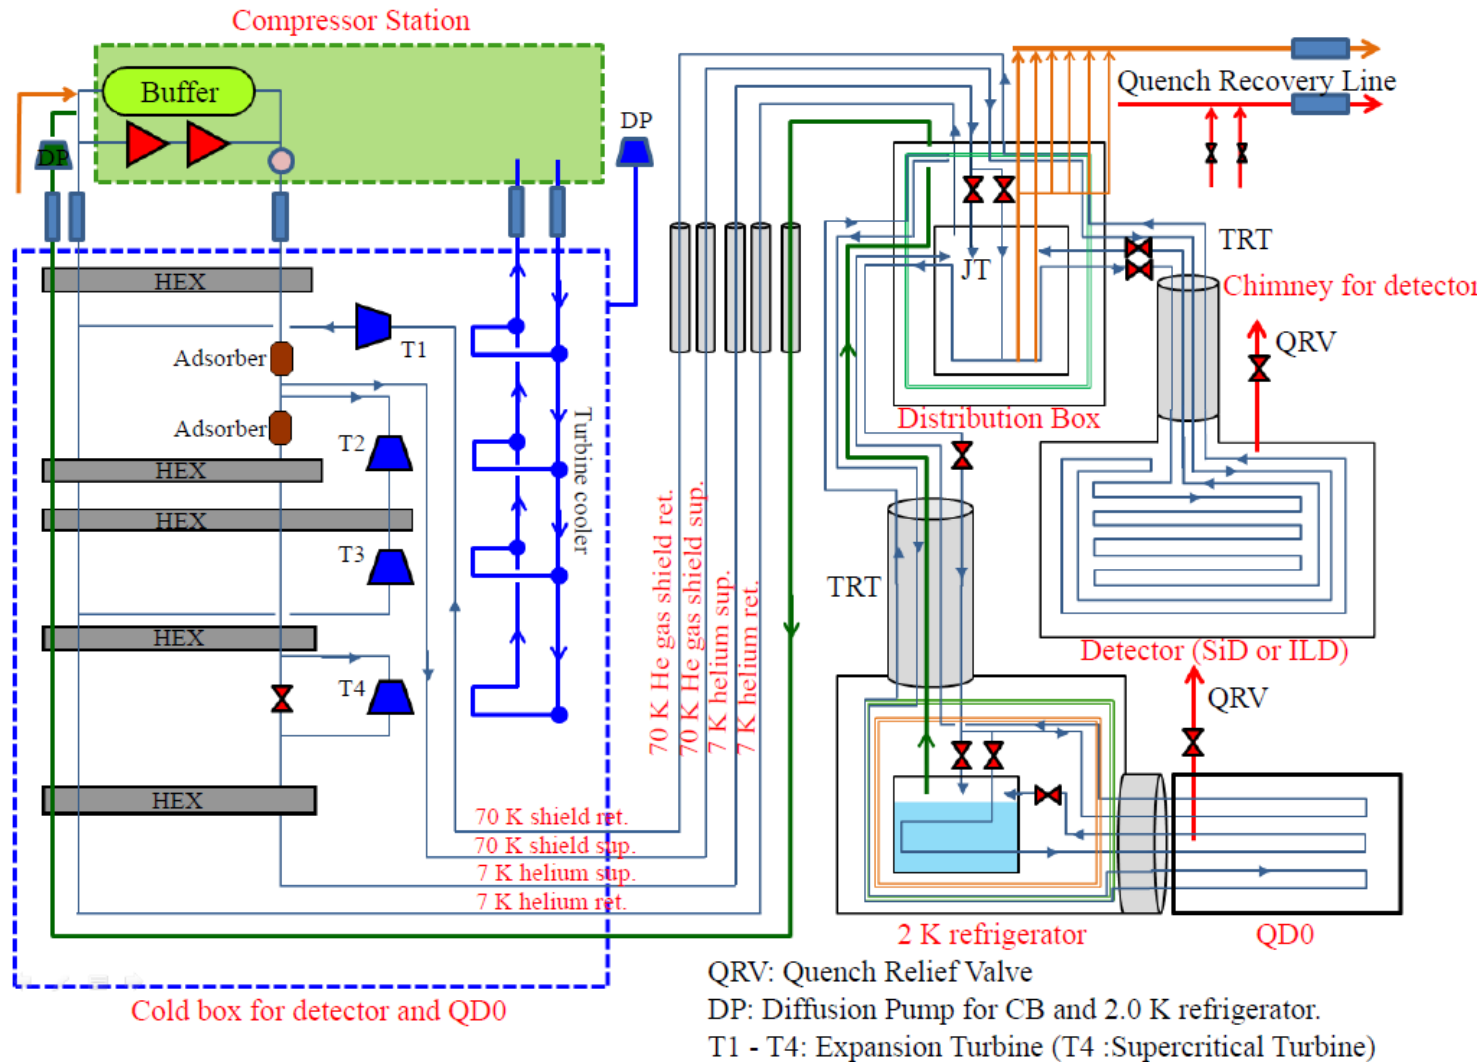 Compressor Station
Buffer
DP
DP
Quench Recovery Line
HEX
T1
Adsorber
Adsorber
T2
HEX
HEX
T3
HEX
T4
HEX
Turbine cooler
70 K He gas shield ret.
70 K He gas shield sup.
7 K helium sup.
7 K helium ret.
70 K shield ret.
70 K shield sup.
7 K helium sup.
7 K helium ret.
JT
Distribution Box
TRT
Chimney for detector
QRV
TRT
Detector (SiD or ILD)
QRV
2 K refrigerator
QD0
Cold box for detector and QD0
QRV: Quench Relief Valve
DP: Diffusion Pump for CB and 2.0 K refrigerator.
T1 - T4: Expansion Turbine (T4 :Supercritical Turbine)